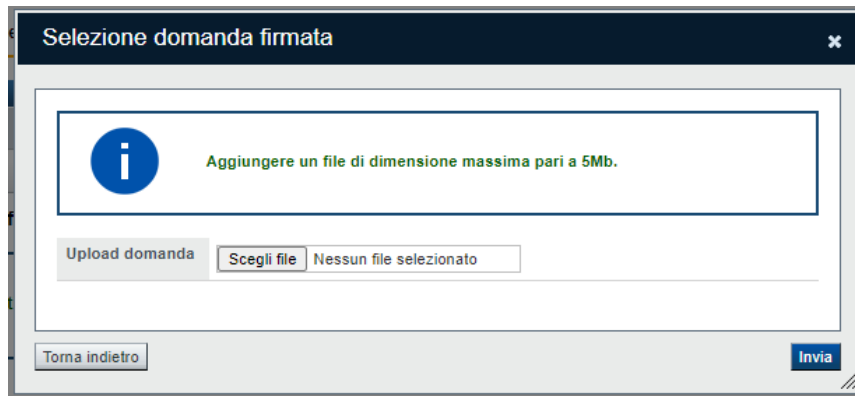 Selezione domanda firmata
Aggiungere un file di dimensione massima pari a 5Mb.
Upload domanda
Scegli file Nessun file selezionato
Torna indietro
Invia